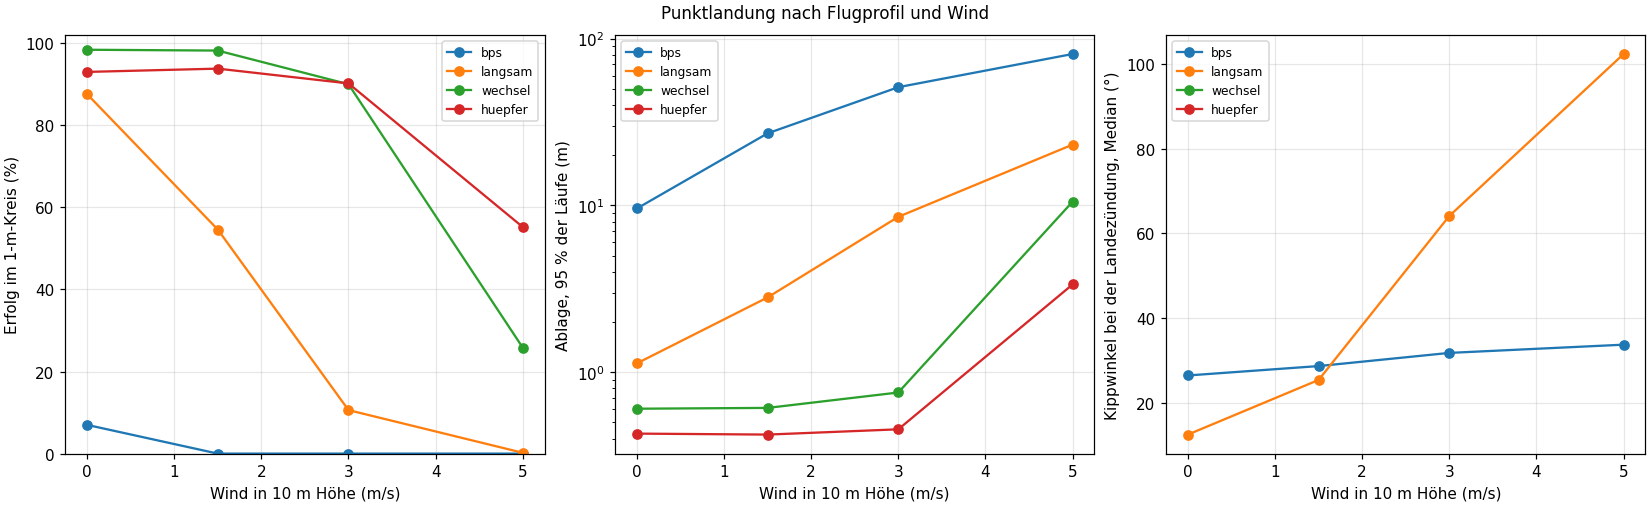 Punktlandung nach Flugprofil und Wind
Erfolg im 1-m-Kreis (%)
100
80
60
40
20
0
bps
langsam
wechsel
huepfer
0 1 2 3 4 5
Wind in 10 m Höhe (m/s)
Ablage, 95 % der Läufe (m)
10²
10¹
10⁰
bps
langsam
wechsel
huepfer
0 1 2 3 4 5
Wind in 10 m Höhe (m/s)
Kippwinkel bei der Landezündung, Median (°)
100
80
60
40
20
bps
langsam
wechsel
huepfer
0 1 2 3 4 5
Wind in 10 m Höhe (m/s)